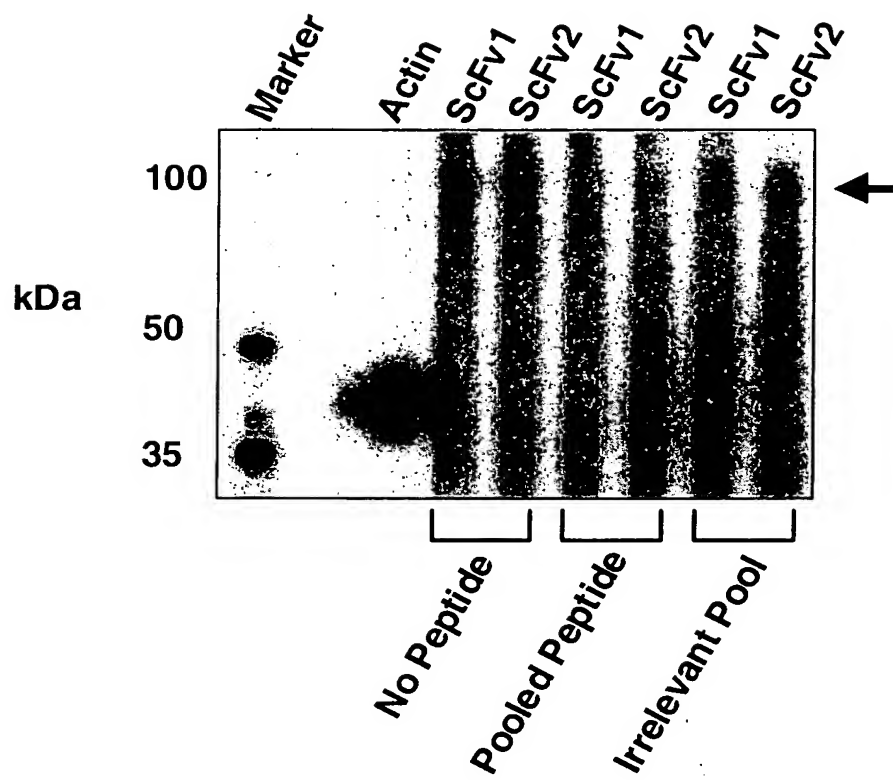 Marker
Actin
ScFv1
ScFv2
ScFv1
ScFv2
ScFv1
ScFv2
100
kDa
50
35
No Peptide
Pooled Peptide
Irrelevant Pool